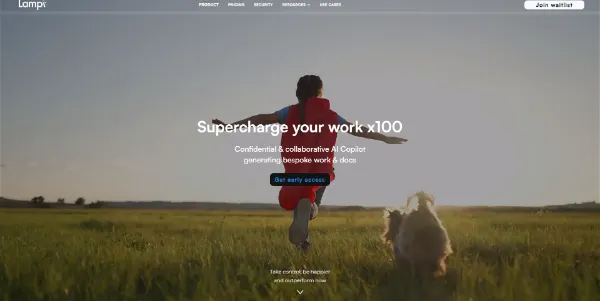 Lampi
PRODUCT PRICING SECURITY RESOURCES USE CASES
Join waitlist
Supercharge your work x100
Confidential & collaborative AI Copilot
generating bespoke work & docs
Get early access
Take control, be happier
and outperform now